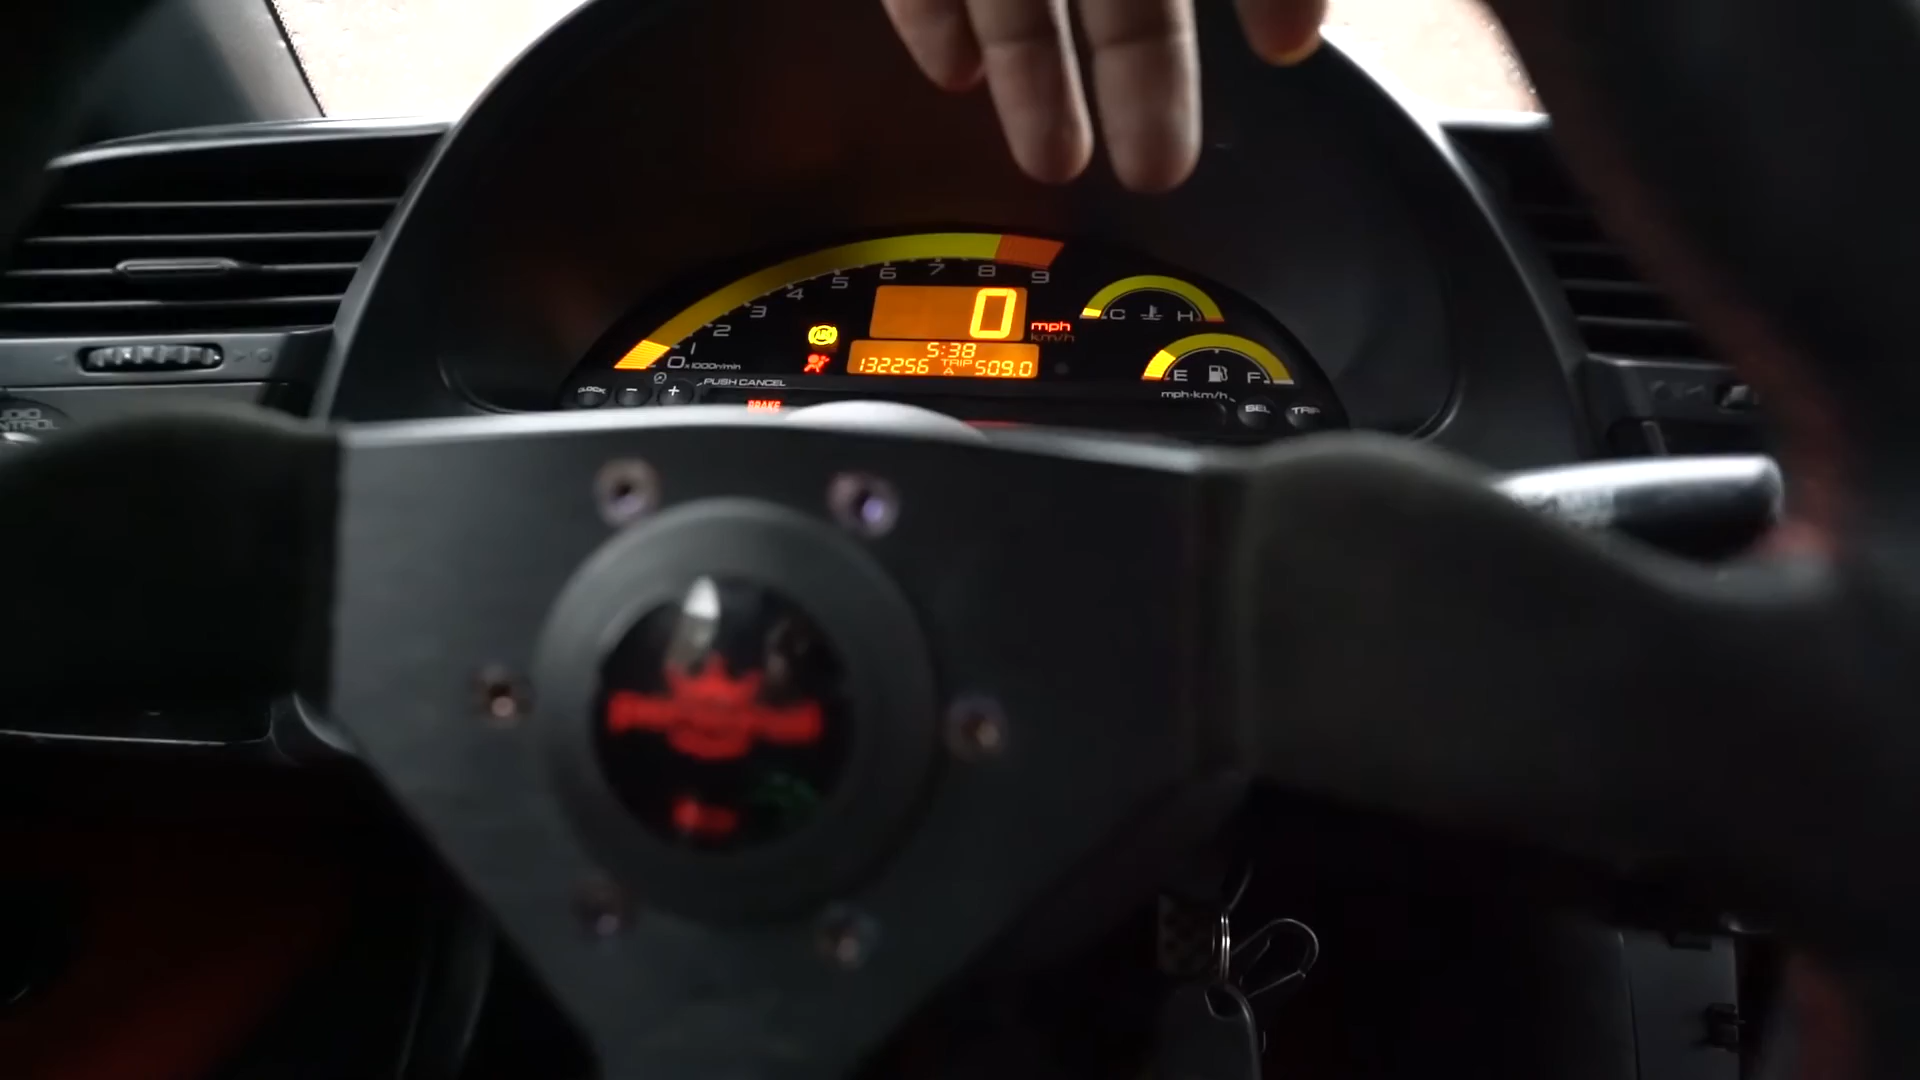 0 1 2 3 4 5 6 7 8 9
x1000r/min
0
mph
km/h
5:38
132256 TRIP A 509.0
C H
E F
mph·km/h
CLOCK - + PUSH CANCEL
SEL TRIP
BRAKE
ABS